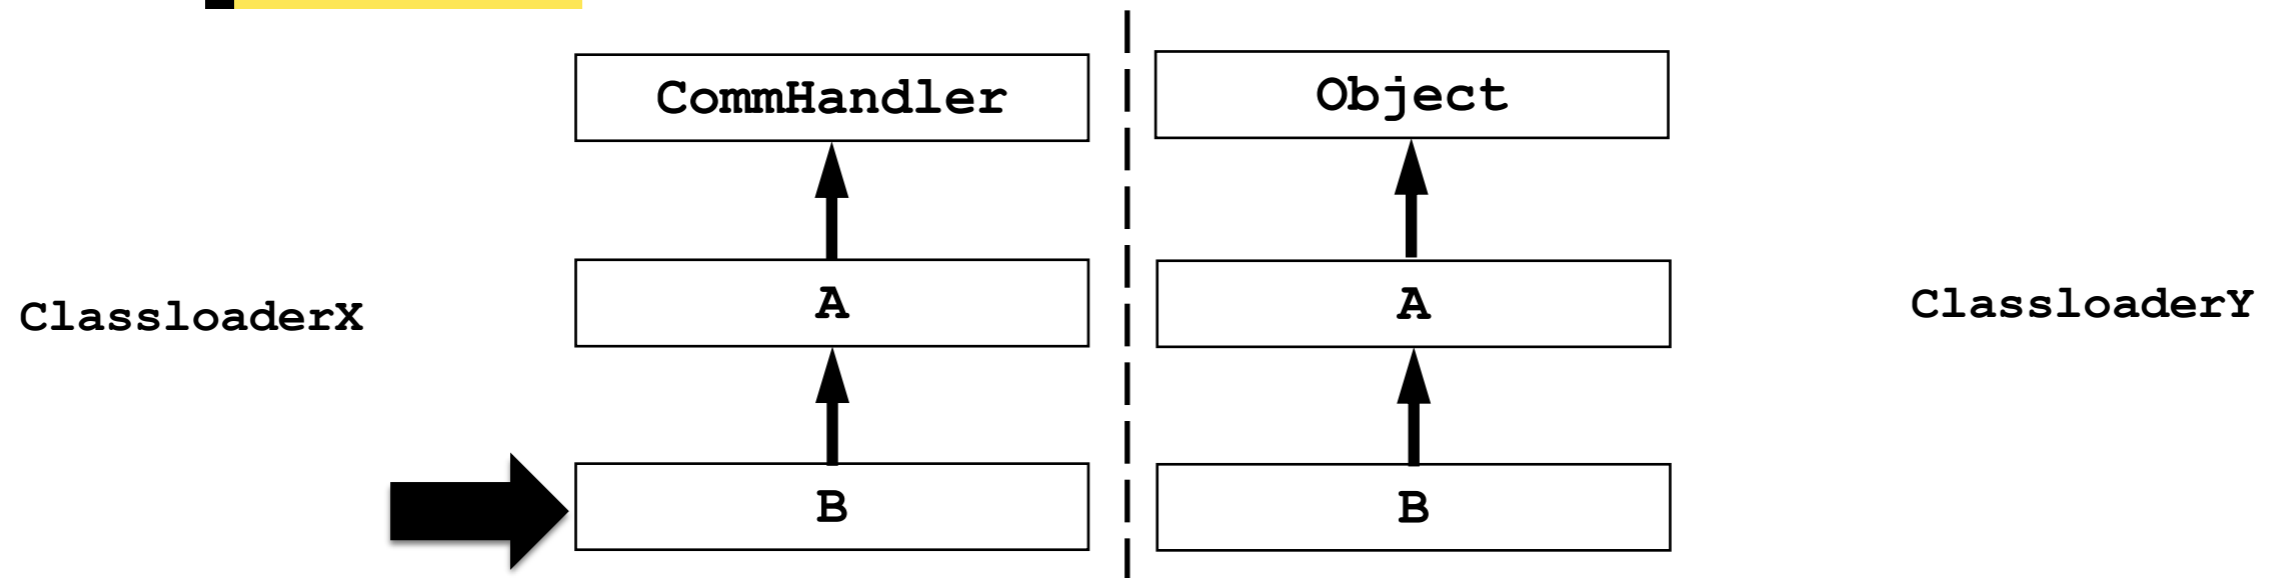 CommHandler
Object
ClassloaderX
A
A
ClassloaderY
B
B